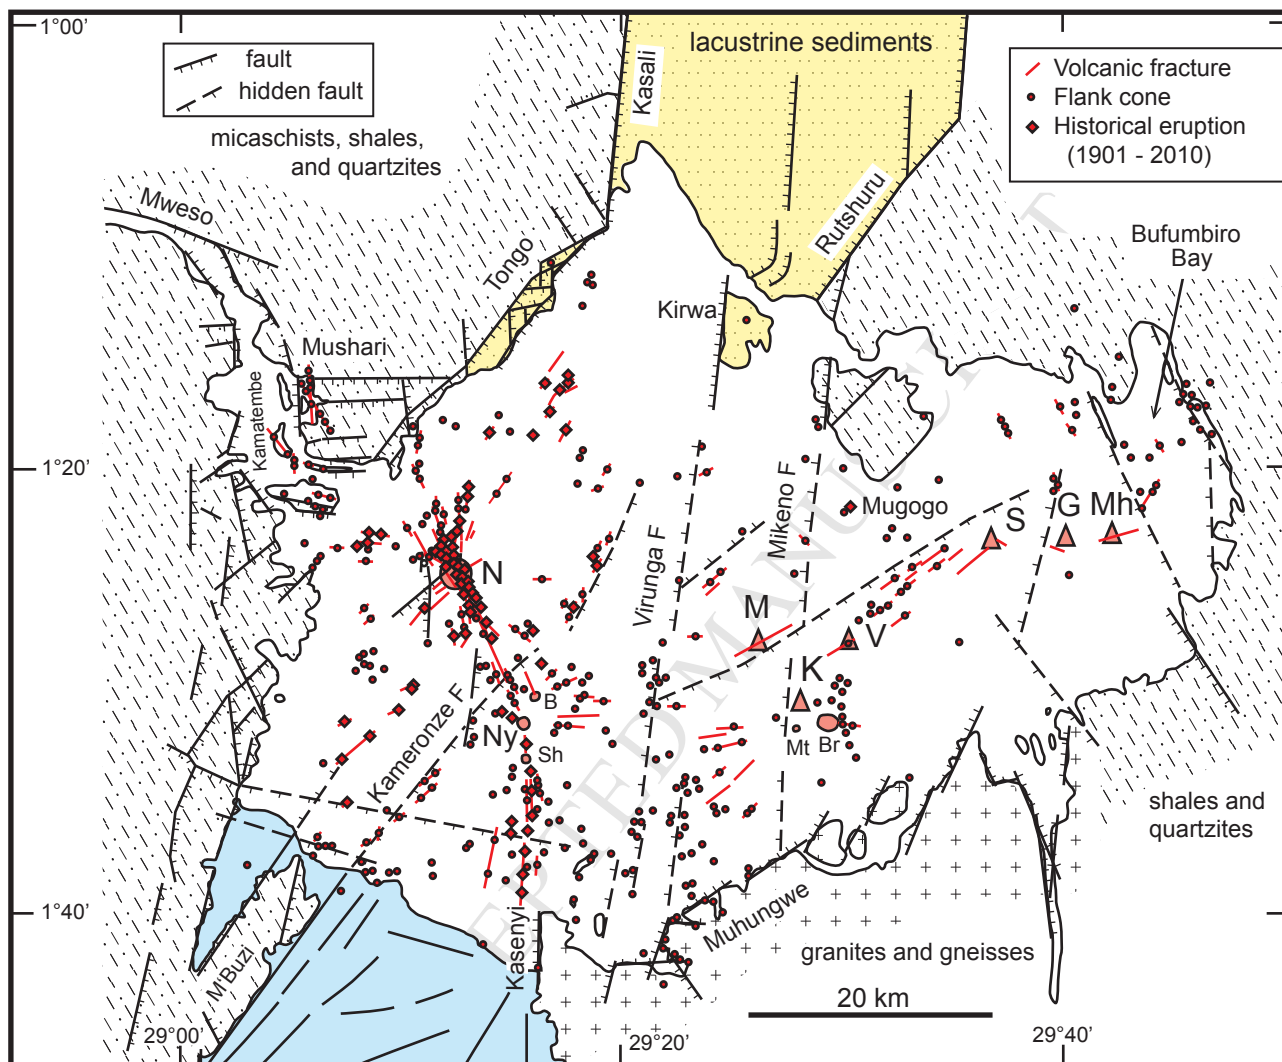 1°00'
fault
hidden fault
micaschists, shales,
and quartzites
lacustrine sediments
Kasali
Rutshuru
Volcanic fracture
Flank cone
Historical eruption
(1901 - 2010)
Mweso
Tongo
Bufumbiro
Bay
Kirwa
Mushari
Kamatembe
1°20'
Mikeno F
Mugogo
S
G
Mh
N
Virunga F
M
V
K
Kameronze F
B
Ny
Sh
Mt
Br
shales and
quartzites
1°40'
M'Buzi
Kasenyi
Muhungwe
granites and gneisses
20 km
29°00'
29°20'
29°40'
EPTED MANUSCRIPT